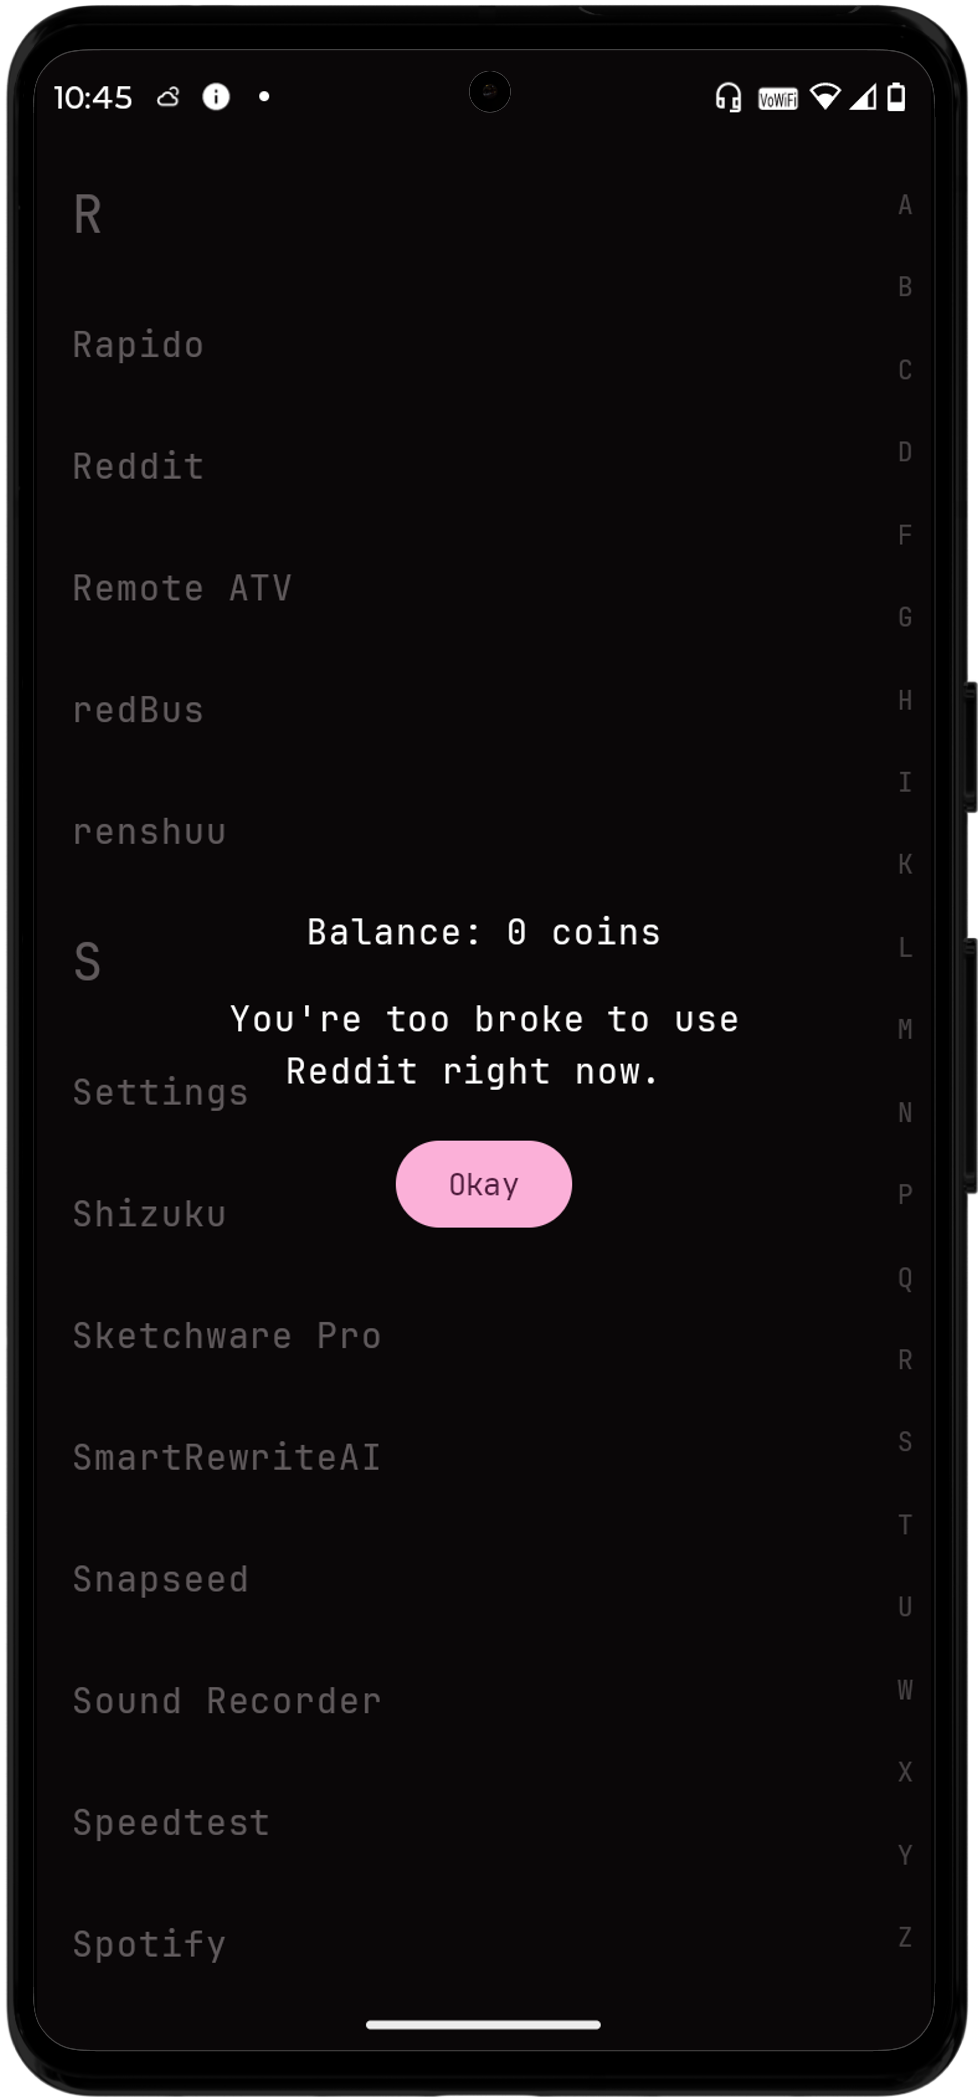 10:45
VoWiFi
R
Rapido
Reddit
Remote ATV
redBus
renshuu
S
Settings
Shizuku
Sketchware Pro
SmartRewriteAI
Snapseed
Sound Recorder
Speedtest
Spotify
Balance: 0 coins
You're too broke to use
Reddit right now.
Okay
A
B
C
D
F
G
H
I
K
L
M
N
P
Q
R
S
T
U
W
X
Y
Z